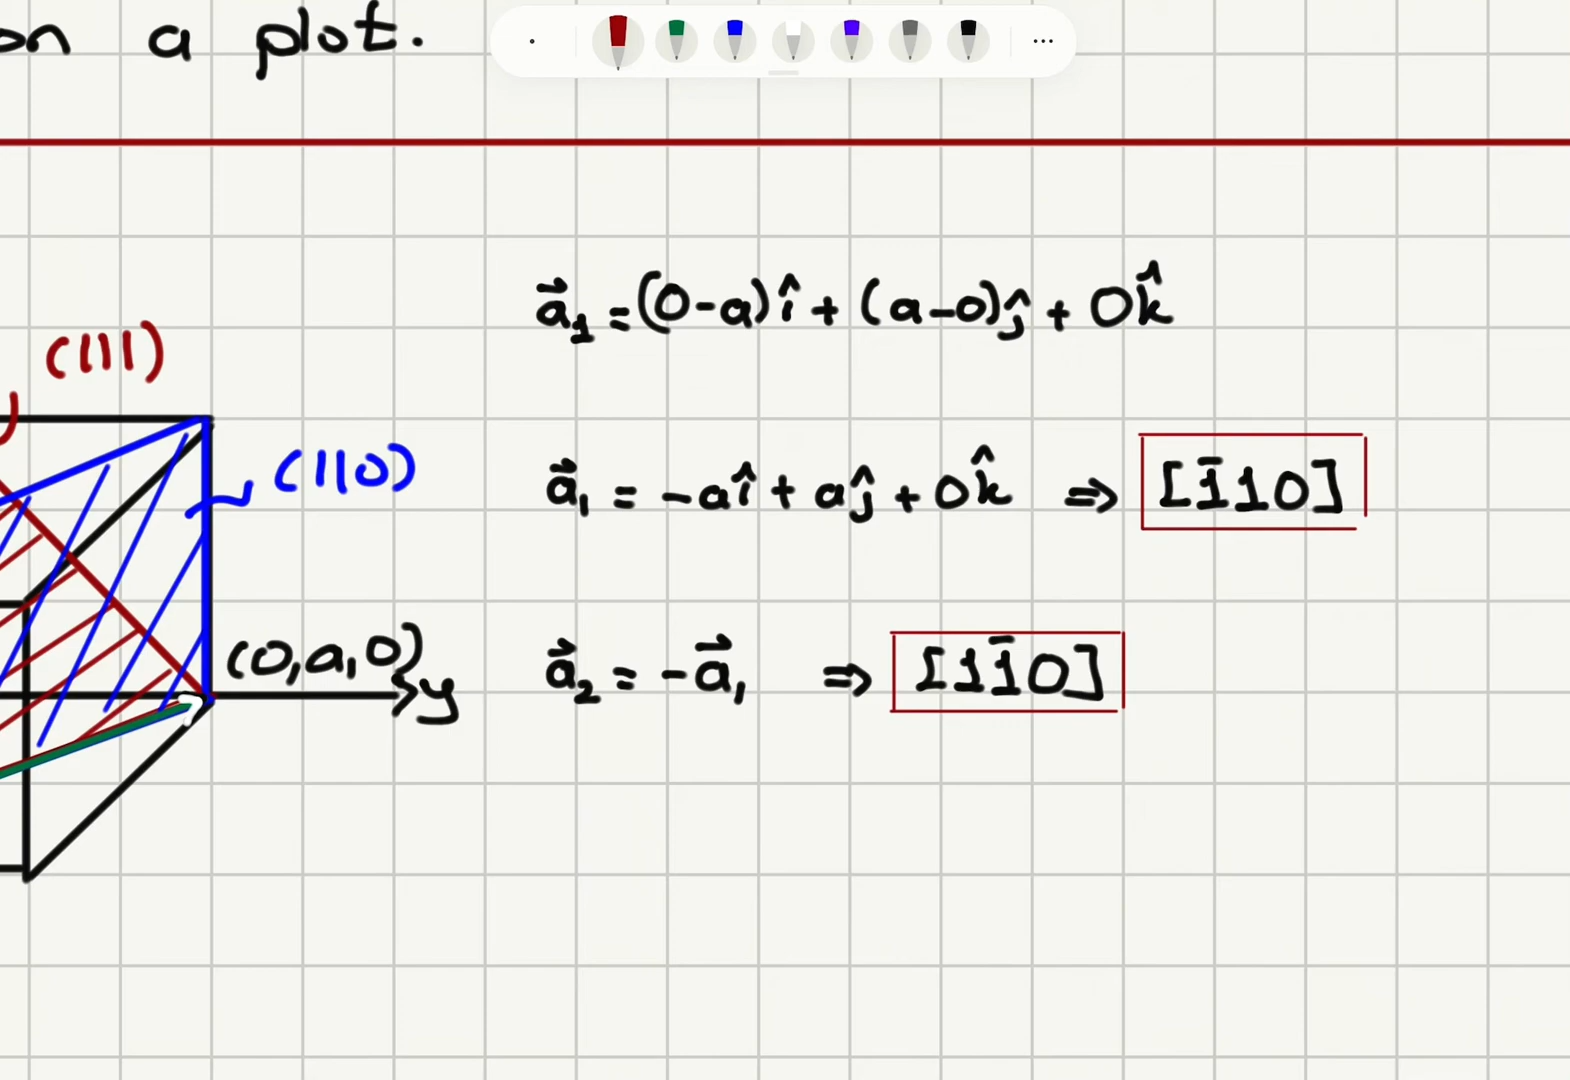 on a plot.
a⃗₁ = (0-a)î + (a-0)ĵ + 0k̂
(111)
(110)
a⃗₁ = -aî + aĵ + 0k̂ ⇒ [1̄10]
(0,a,0)
y
a⃗₂ = -a⃗₁ ⇒ [11̄0]